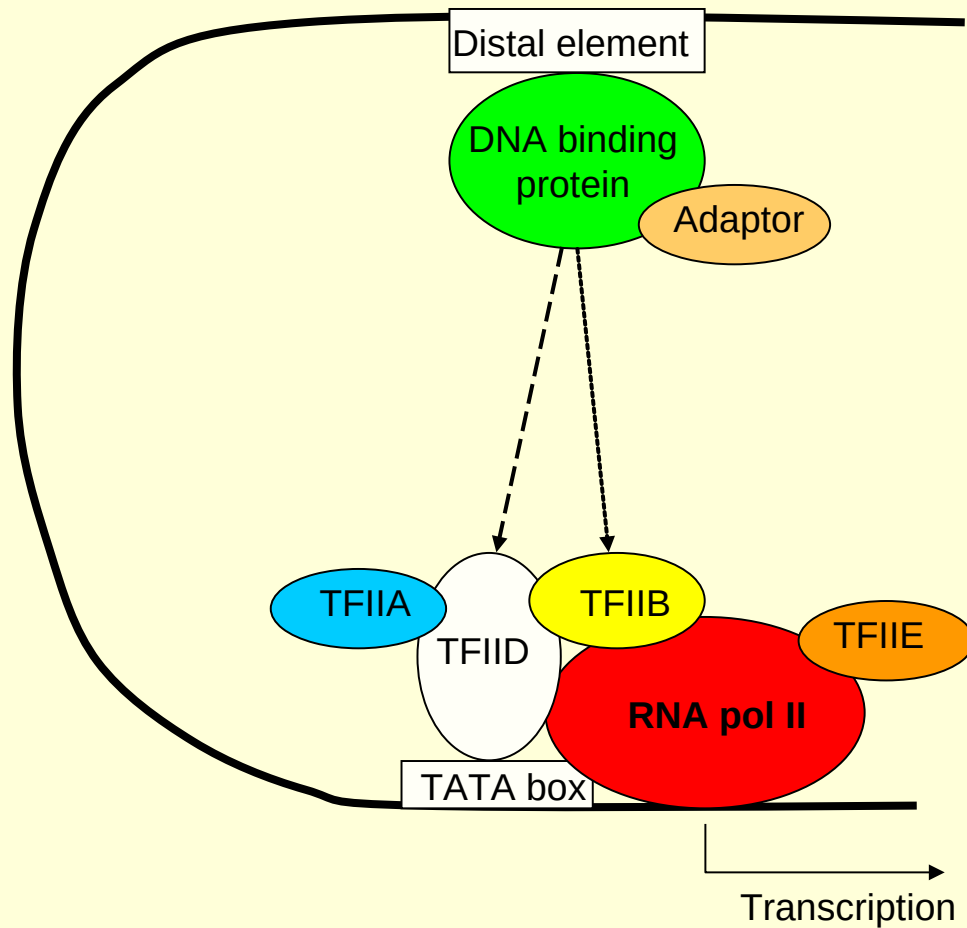 Distal element
DNA binding
protein
Adaptor
TFIIA
TFIIB
TFIID
TFIIE
RNA pol II
TATA box
Transcription